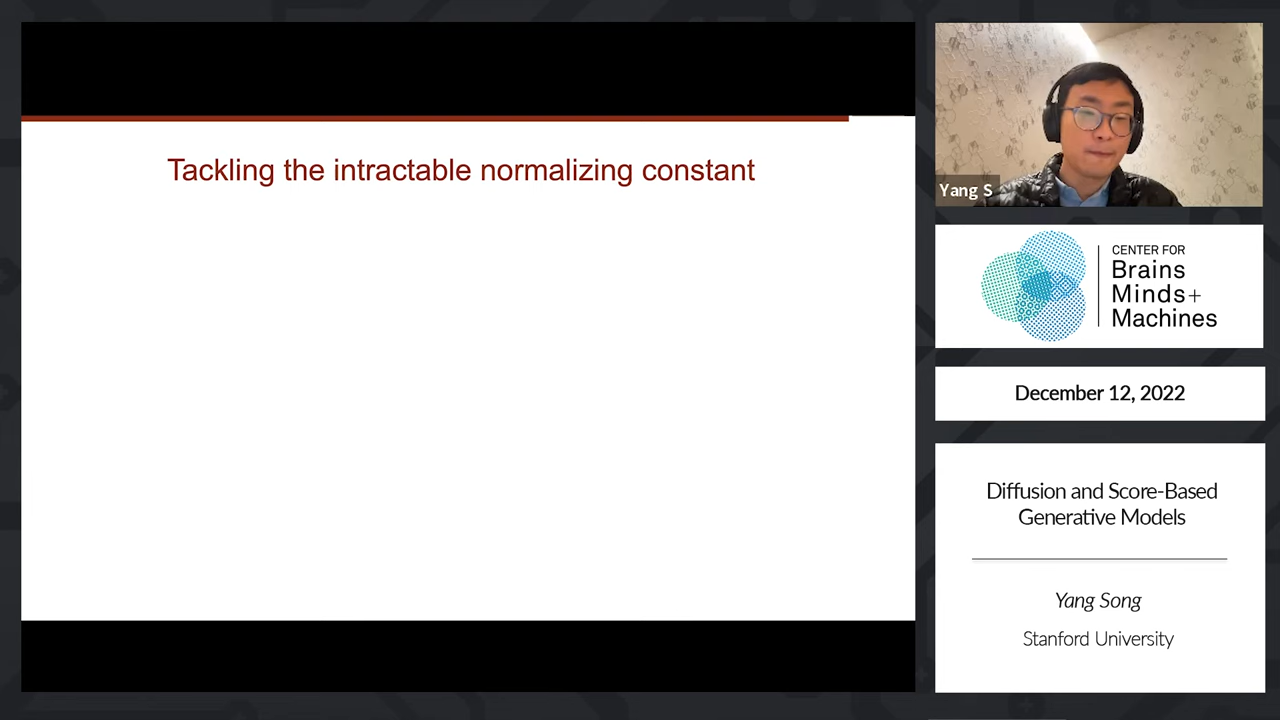 Tackling the intractable normalizing constant
Yang S
CENTER FOR
Brains
Minds+
Machines
December 12, 2022
Diffusion and Score-Based
Generative Models
Yang Song
Stanford University